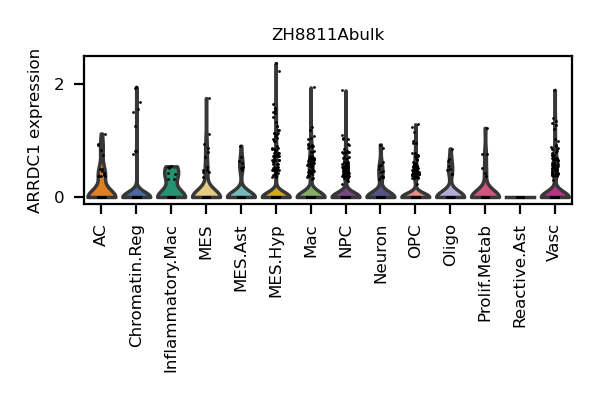 ZH8811Abulk
ARRDC1 expression
2
0
AC
Chromatin.Reg
Inflammatory.Mac
MES
MES.Ast
MES.Hyp
Mac
NPC
Neuron
OPC
Oligo
Prolif.Metab
Reactive.Ast
Vasc